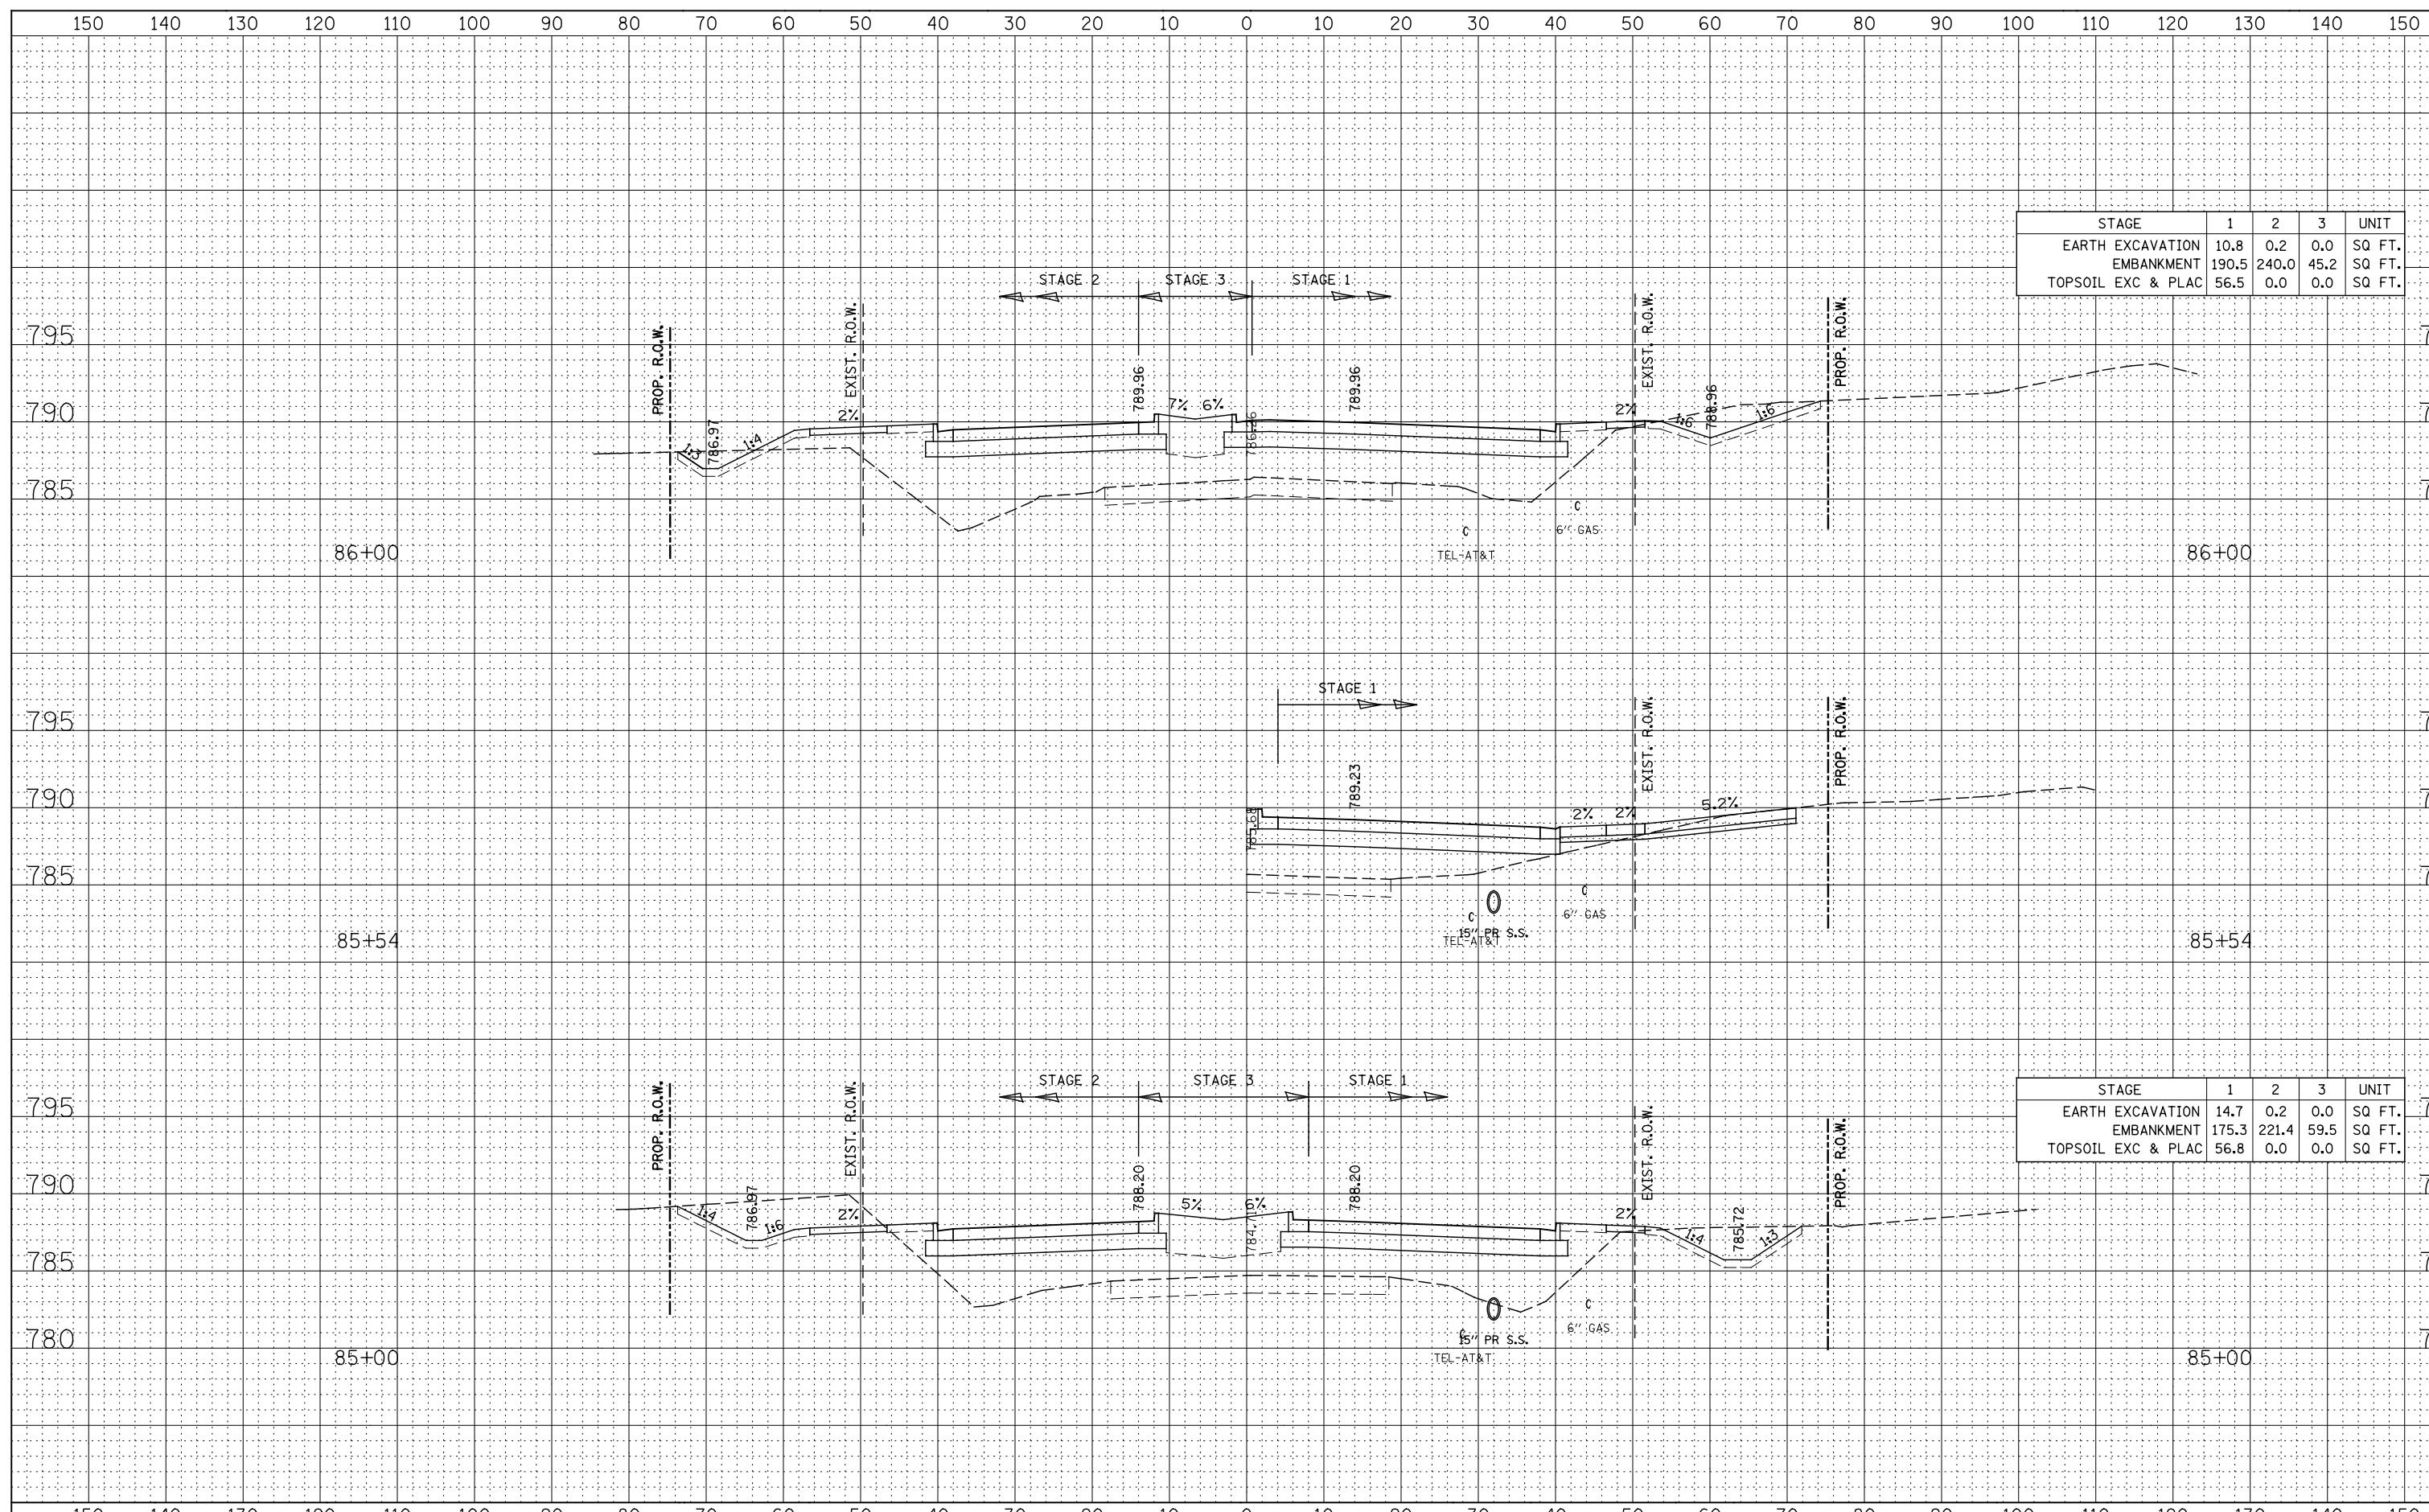 150 140 130 120 110 100 90 80 70 60 50 40 30 20 10 0 10 20 30 40 50 60 70 80 90 100 110 120 130 140 150
STAGE 1 2 3 UNIT
EARTH EXCAVATION 10.8 0.2 0.0 SQ FT.
EMBANKMENT 190.5 240.0 45.2 SQ FT.
TOPSOIL EXC & PLAC 56.5 0.0 0.0 SQ FT.
STAGE 2 STAGE 3 STAGE 1
PROP. R.O.W. EXIST. R.O.W. EXIST. R.O.W. PROP. R.O.W.
795
790
785
789.96 789.96
786.97 786.26 788.96
1:3 1:4 2% 7% 6% 2% 1:6 1:6
TEL-AT&T
6'' GAS
86+00 86+00
STAGE 1
EXIST. R.O.W. PROP. R.O.W.
795
790
785
789.23
785.68
2% 2% 5.2%
15'' PR S.S.
TEL-AT&T
6'' GAS
85+54 85+54
STAGE 1 2 3 UNIT
EARTH EXCAVATION 14.7 0.2 0.0 SQ FT.
EMBANKMENT 175.3 221.4 59.5 SQ FT.
TOPSOIL EXC & PLAC 56.8 0.0 0.0 SQ FT.
STAGE 2 STAGE 3 STAGE 1
PROP. R.O.W. EXIST. R.O.W. EXIST. R.O.W. PROP. R.O.W.
795
790
785
780
788.20 788.20
786.97 784.71 785.72
1:4 1:6 2% 5% 6% 2% 1:4 1:3
15'' PR S.S.
TEL-AT&T
6'' GAS
85+00 85+00